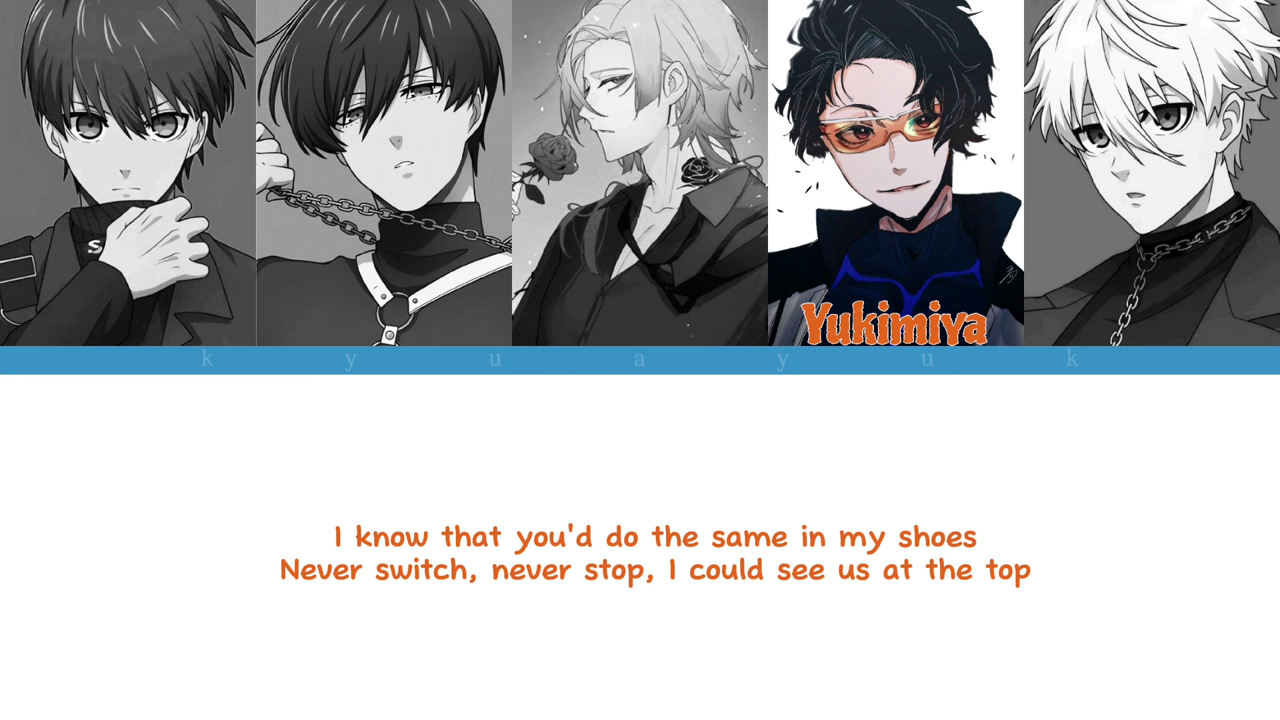 S
Yukimiya
k y u a y u k
I know that you'd do the same in my shoes
Never switch, never stop, I could see us at the top